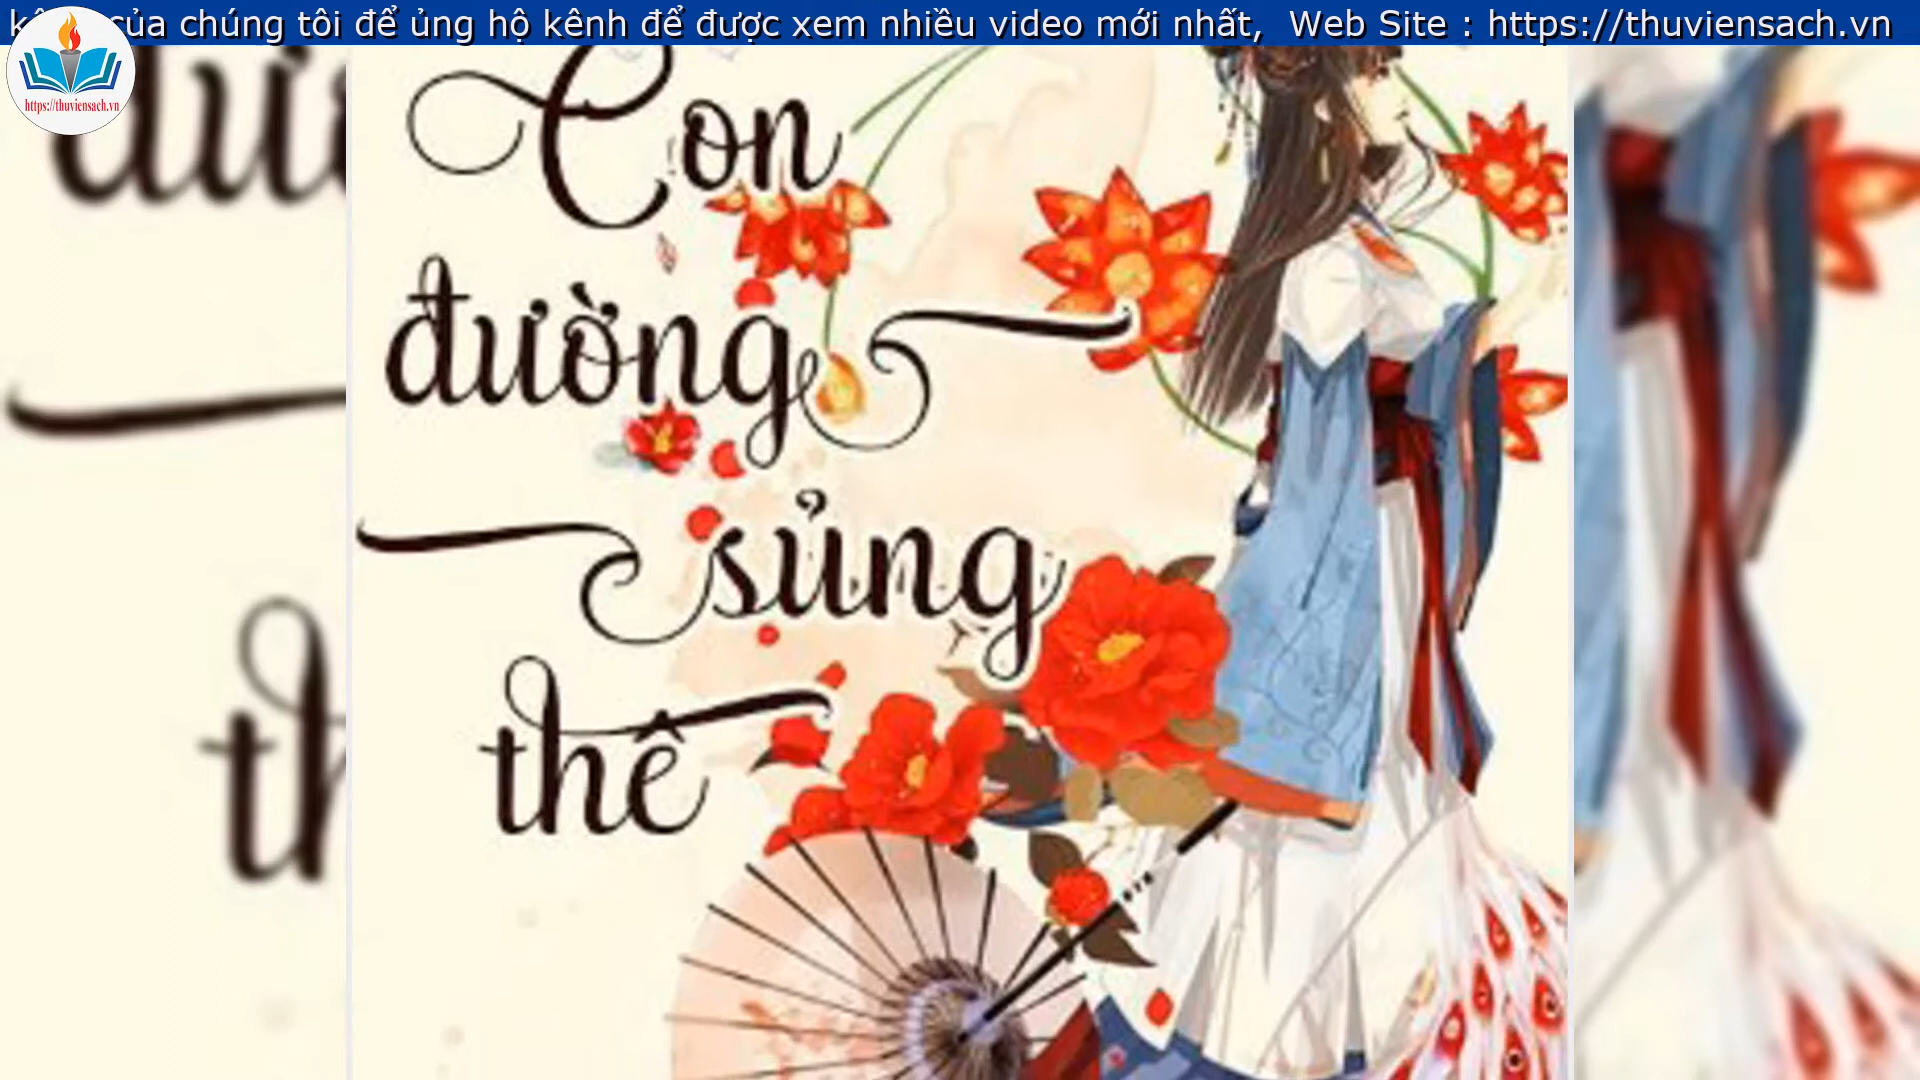 của chúng tôi để ủng hộ kênh để được xem nhiều video mới nhất, Web Site : https://thuviensach.vn
https://thuviensach.vn
Con
đường
sủng
thê